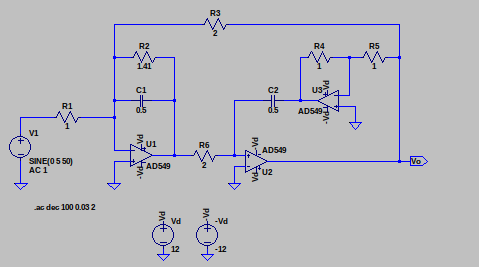 R3
2
R2
1.41
R4
1
R5
1
C1
0.5
C2
0.5
U3
Vd
-Vd
AD549
R1
1
V1
SINE(0 5 50)
AC 1
-Vd
U1
AD549
-Vd
R6
2
-Vd
AD549
U2
Vd
Vo
.ac dec 100 0.03 2
Vd
Vd
12
-Vd
-Vd
-12